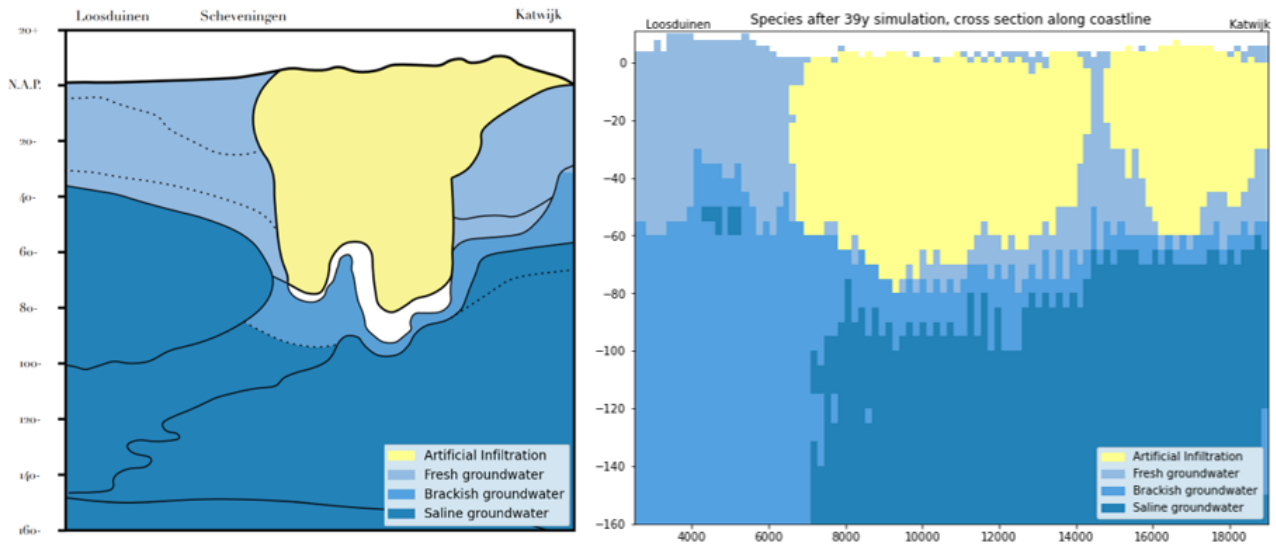 Loosduinen Scheveningen Katwijk
20+
N.A.P.
20-
40-
60-
80-
100-
120-
140-
160-
Artificial Infiltration
Fresh groundwater
Brackish groundwater
Saline groundwater
Species after 39y simulation, cross section along coastline
Loosduinen Katwijk
0
−20
−40
−60
−80
−100
−120
−140
−160
Artificial Infiltration
Fresh groundwater
Brackish groundwater
Saline groundwater
4000 6000 8000 10000 12000 14000 16000 18000